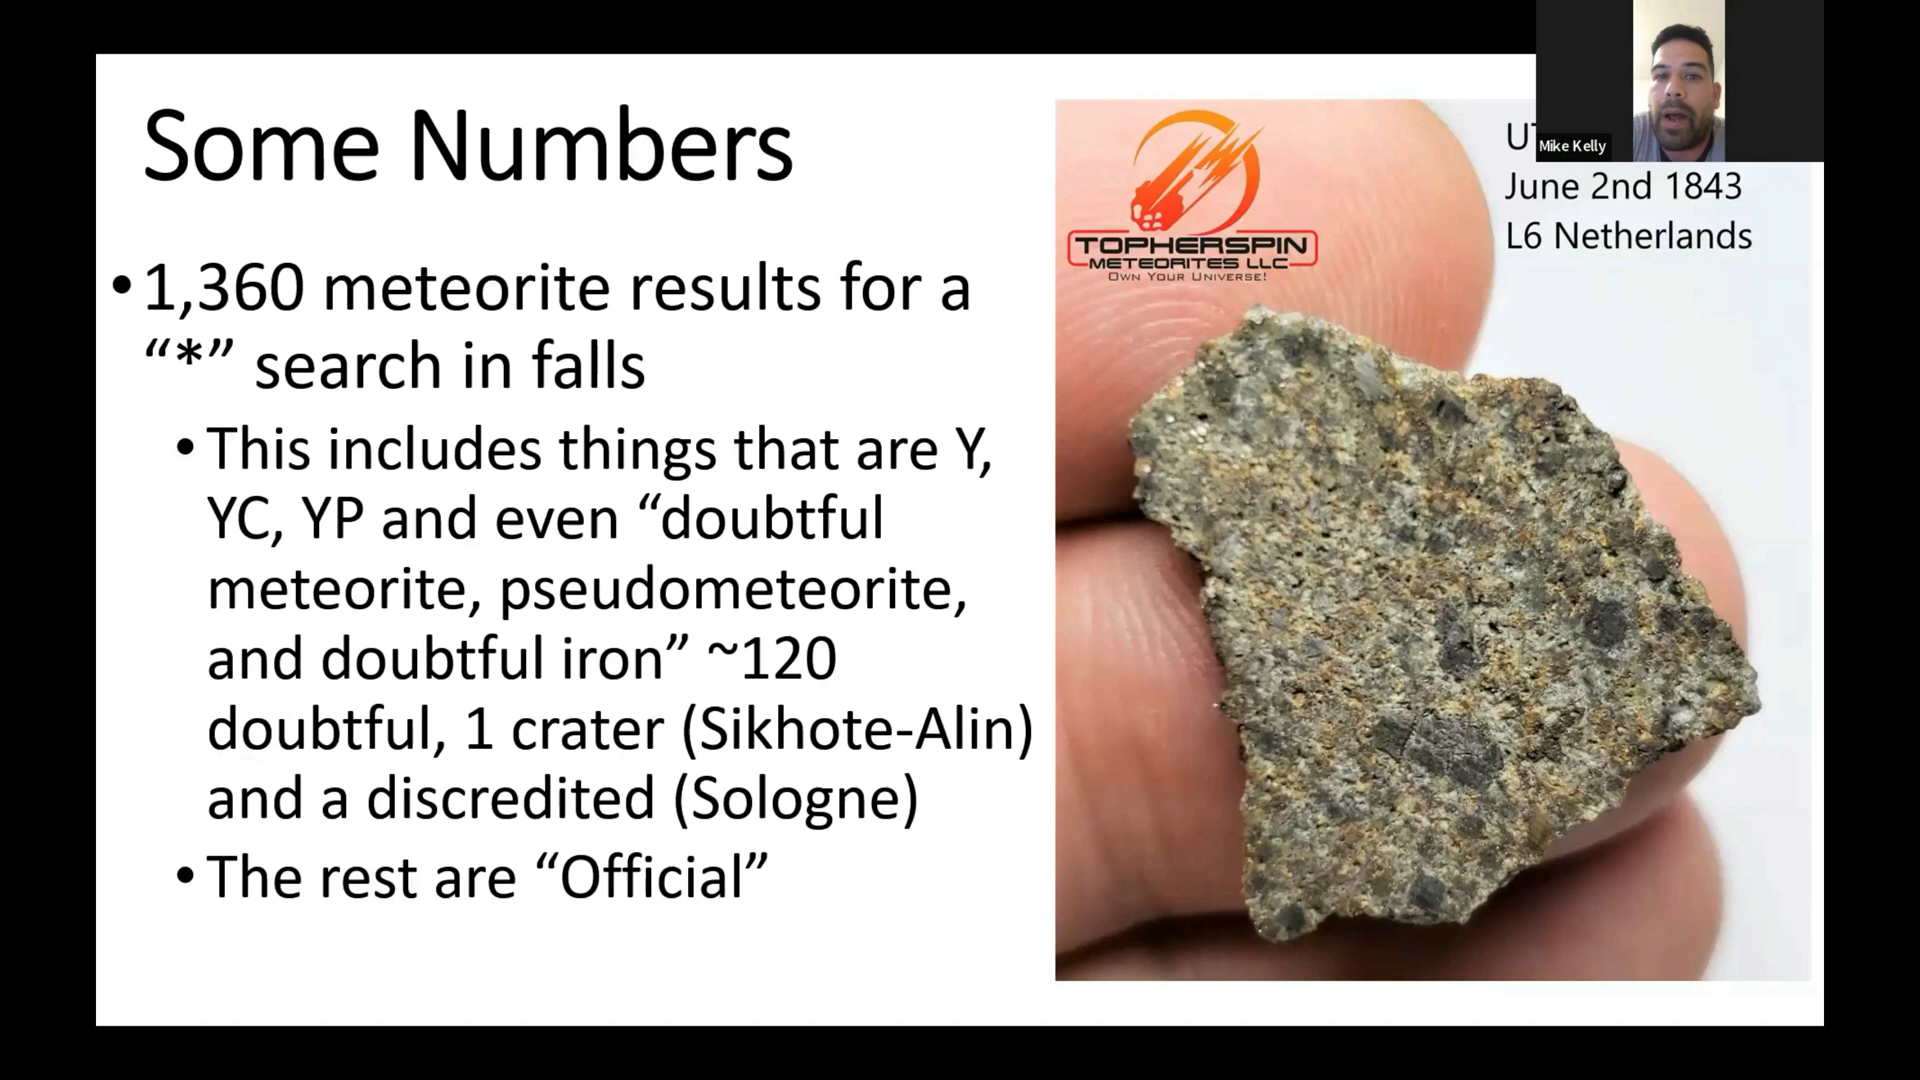 Some Numbers
•1,360 meteorite results for a
“*” search in falls
•This includes things that are Y,
YC, YP and even “doubtful
meteorite, pseudometeorite,
and doubtful iron” ~120
doubtful, 1 crater (Sikhote-Alin)
and a discredited (Sologne)
•The rest are “Official”
TOPHERSPIN
METEORITES LLC
OWN YOUR UNIVERSE!
June 2nd 1843
L6 Netherlands
Mike Kelly